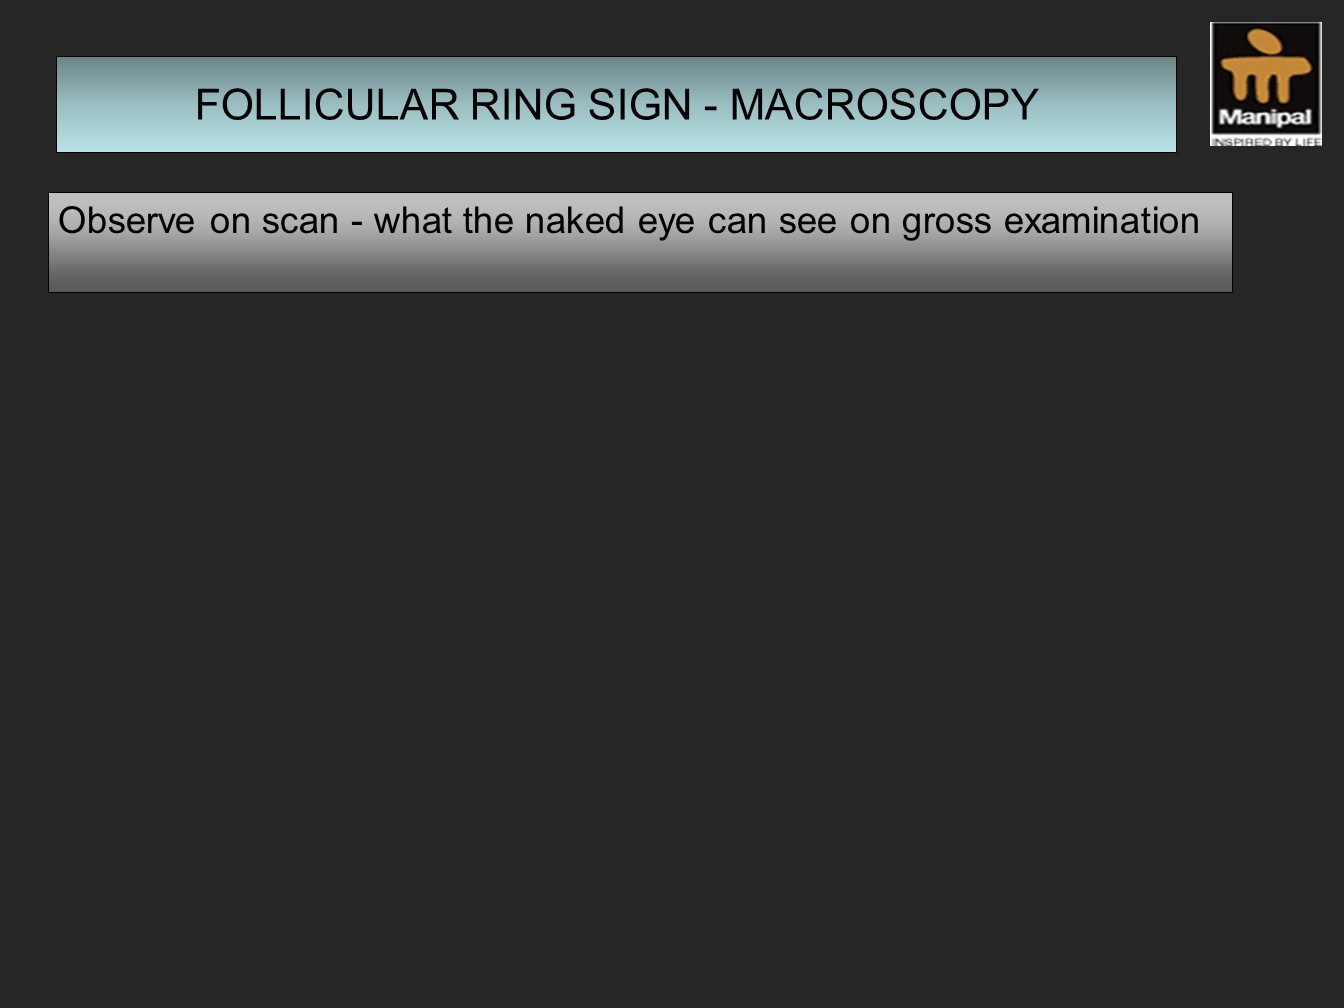 FOLLICULAR RING SIGN - MACROSCOPY
Manipal
INSPIRED BY LIFE
Observe on scan - what the naked eye can see on gross examination